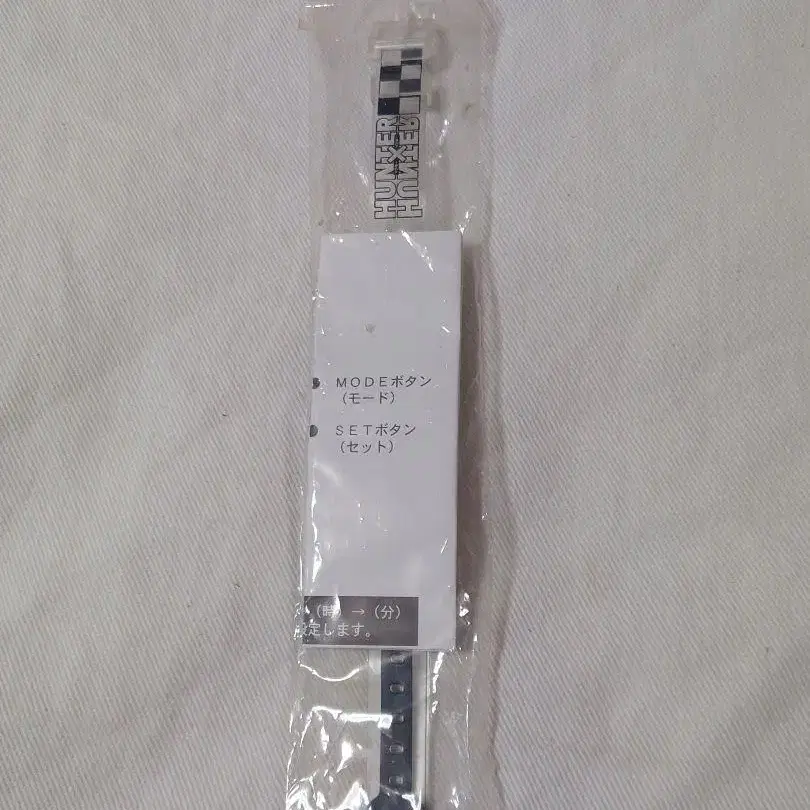 HUNTER
HUNTER
MODEボタン
(モード)
SETボタン
(セット)
(時)→(分)
設定します。